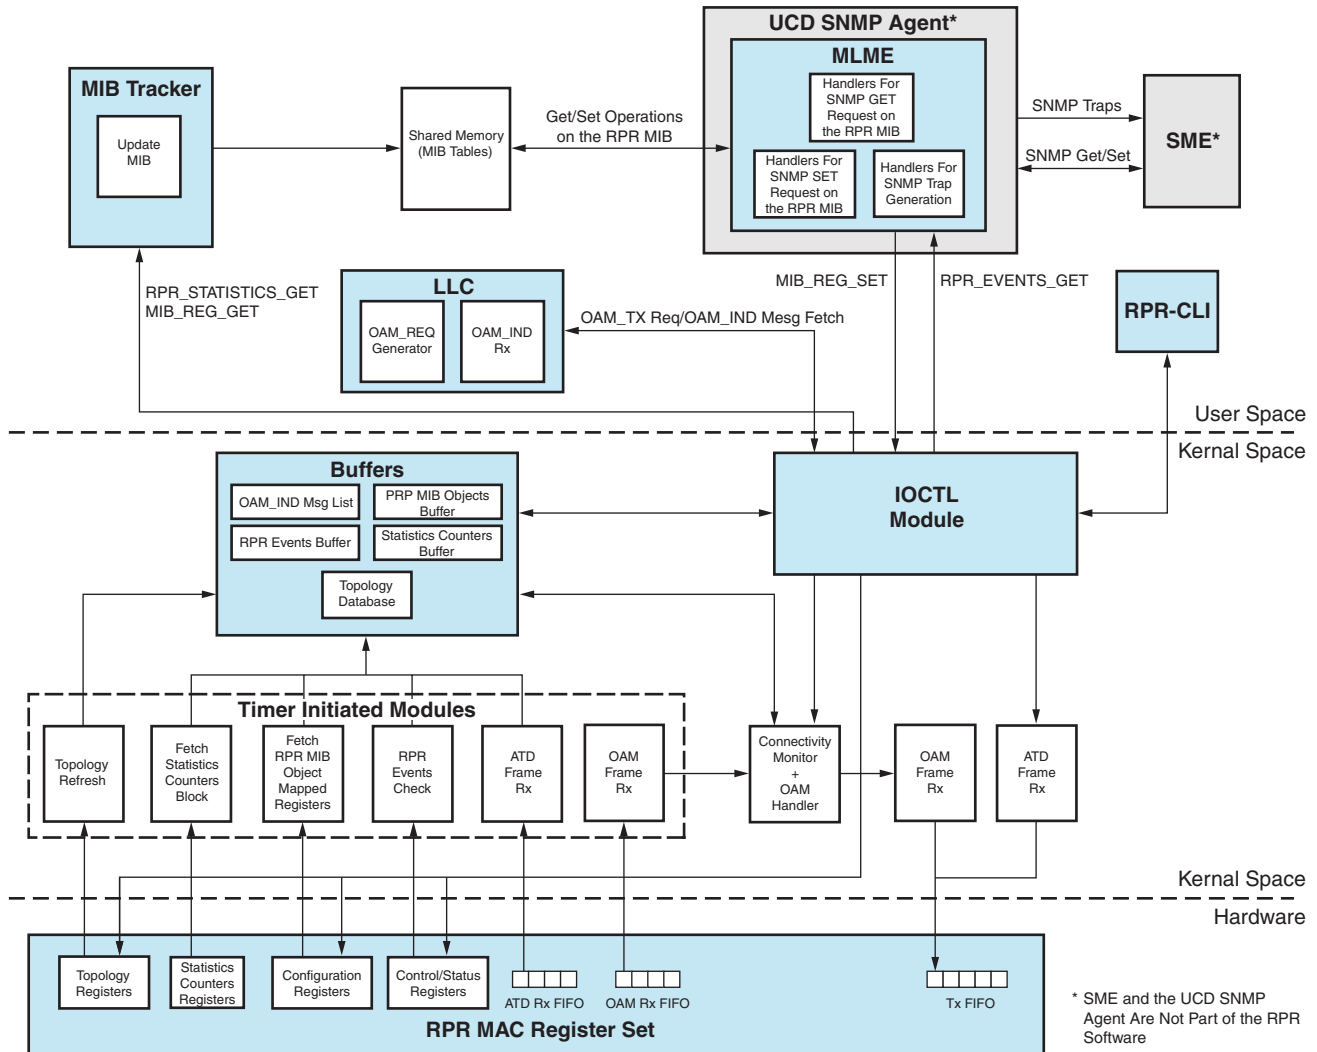 UCD SNMP Agent*
MLME
Handlers For
SNMP GET
Request on
the RPR MIB
Handlers For
SNMP SET
Request on
the RPR MIB
Handlers For
SNMP Trap
Generation
MIB Tracker
Update
MIB
Shared Memory
(MIB Tables)
Get/Set Operations
on the RPR MIB
SNMP Traps
SNMP Get/Set
SME*
RPR_STATISTICS_GET
MIB_REG_GET
LLC
OAM_REQ
Generator
OAM_IND
Rx
OAM_TX Req/OAM_IND Mesg Fetch
MIB_REG_SET
RPR_EVENTS_GET
RPR-CLI
User Space
Kernal Space
Buffers
OAM_IND Msg List
PRP MIB Objects
Buffer
RPR Events Buffer
Statistics Counters
Buffer
Topology
Database
IOCTL
Module
Timer Initiated Modules
Topology
Refresh
Fetch
Statistics
Counters
Block
Fetch
RPR MIB
Object
Mapped
Registers
RPR
Events
Check
ATD
Frame
Rx
OAM
Frame
Rx
Connectivity
Monitor
+
OAM
Handler
OAM
Frame
Rx
ATD
Frame
Rx
Kernal Space
Hardware
Topology
Registers
Statistics
Counters
Registers
Configuration
Registers
Control/Status
Registers
ATD Rx FIFO
OAM Rx FIFO
Tx FIFO
RPR MAC Register Set
* SME and the UCD SNMP
Agent Are Not Part of the RPR
Software